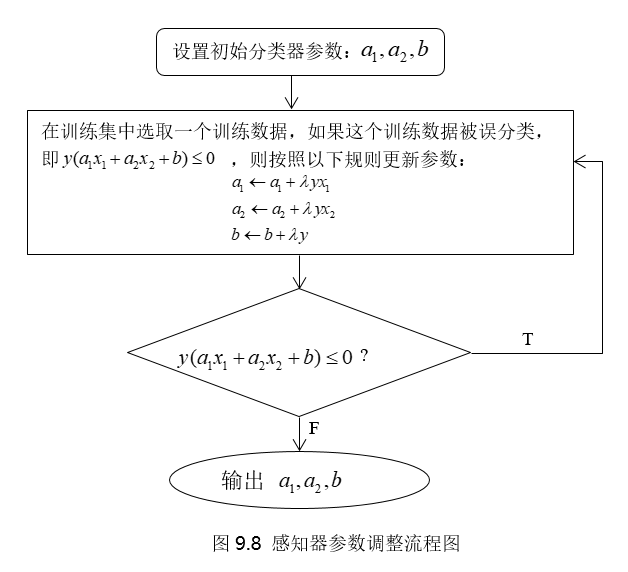 设置初始分类器参数：a₁,a₂,b
在训练集中选取一个训练数据，如果这个训练数据被误分类，
即 y(a₁x₁+a₂x₂+b)≤0 ，则按照以下规则更新参数：
a₁←a₁+λyx₁
a₂←a₂+λyx₂
b←b+λy
y(a₁x₁+a₂x₂+b)≤0？
T
F
输出 a₁,a₂,b
图 9.8 感知器参数调整流程图